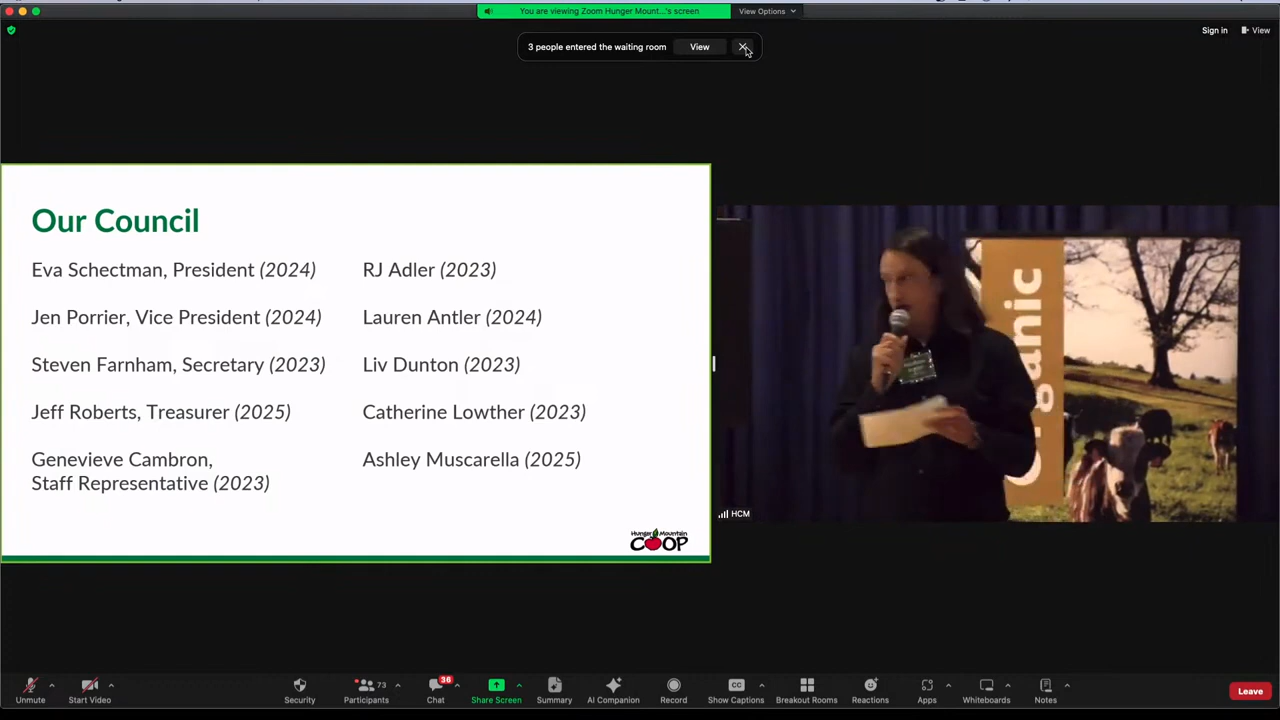 You are viewing Zoom Hunger Mount...'s screen
View Options
Sign in
View
3 people entered the waiting room
View
Our Council
Eva Schectman, President (2024)
Jen Porrier, Vice President (2024)
Steven Farnham, Secretary (2023)
Jeff Roberts, Treasurer (2025)
Genevieve Cambron,
Staff Representative (2023)
RJ Adler (2023)
Lauren Antler (2024)
Liv Dunton (2023)
Catherine Lowther (2023)
Ashley Muscarella (2025)
Hunger Mountain
COOP
ganic
HCM
Unmute
Start Video
Security
73
Participants
36
Chat
Share Screen
Summary
AI Companion
Record
CC
Show Captions
Breakout Rooms
Reactions
Apps
Whiteboards
Notes
Leave